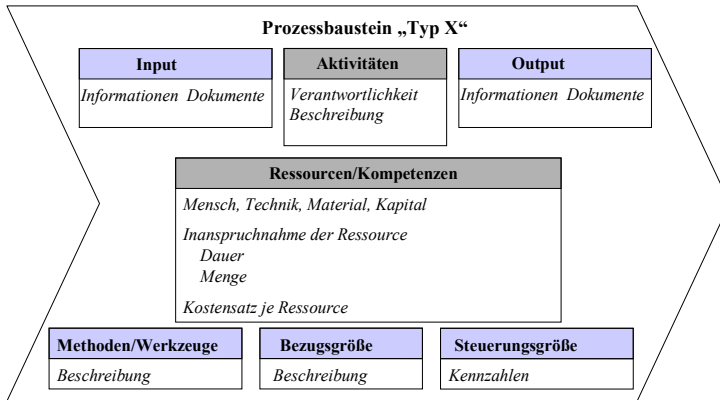 Prozessbaustein „Typ X“
Input
Informationen Dokumente
Aktivitäten
Verantwortlichkeit
Beschreibung
Output
Informationen Dokumente
Ressourcen/Kompetenzen
Mensch, Technik, Material, Kapital
Inanspruchnahme der Ressource
Dauer
Menge
Kostensatz je Ressource
Methoden/Werkzeuge
Beschreibung
Bezugsgröße
Beschreibung
Steuerungsgröße
Kennzahlen